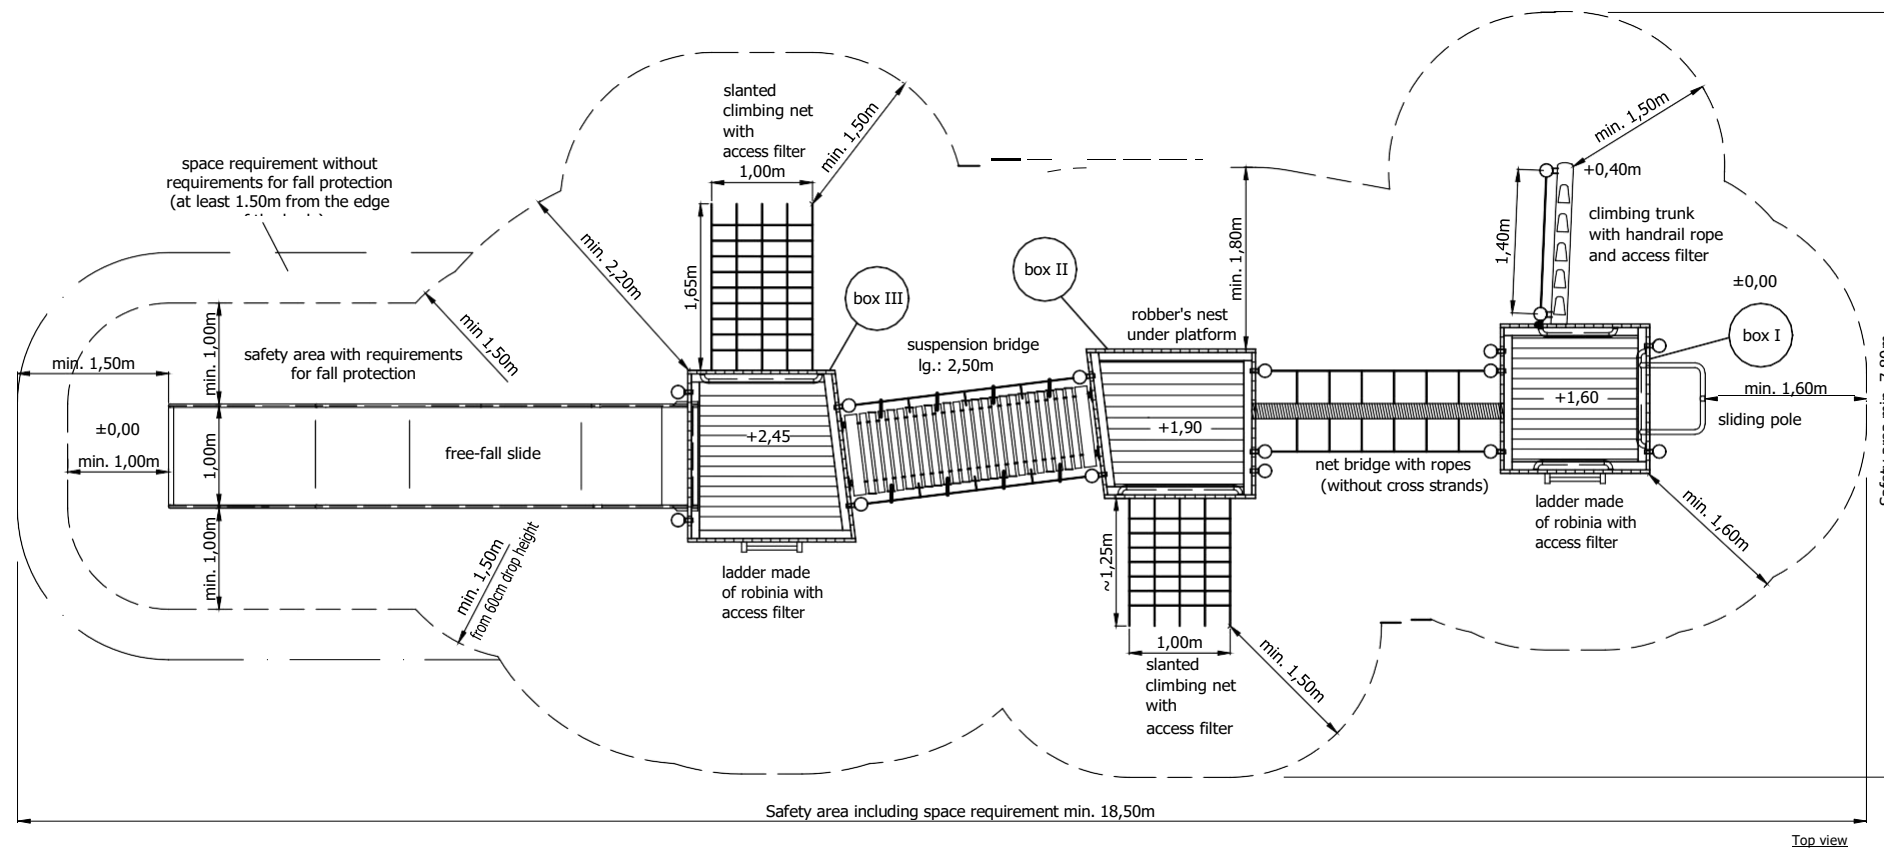 slanted
climbing net
with
access filter
1,00m
min. 1,50m
min. 1,50m
space requirement without
requirements for fall protection
(at least 1.50m from the edge
+0,40m
climbing trunk
with handrail rope
and access filter
1,40m
±0,00
min. 2,20m
1,65m
box III
box II
min. 1,80m
robber's nest
under platform
box I
min. 1,50m
min. 1,00m
min 1,50m
safety area with requirements
for fall protection
suspension bridge
lg.: 2,50m
min. 1,60m
sliding pole
+1,60
±0,00
min. 1,00m
1,00m
free-fall slide
+2,45
+1,90
net bridge with ropes
(without cross strands)
ladder made
of robinia with
access filter
min. 1,60m
min. 1,00m
min. 1,50m
from 60cm drop height
ladder made
of robinia with
access filter
~1,25m
1,00m
slanted
climbing net
with
access filter
min. 1,50m
Safety area including space requirement min. 18,50m
Top view